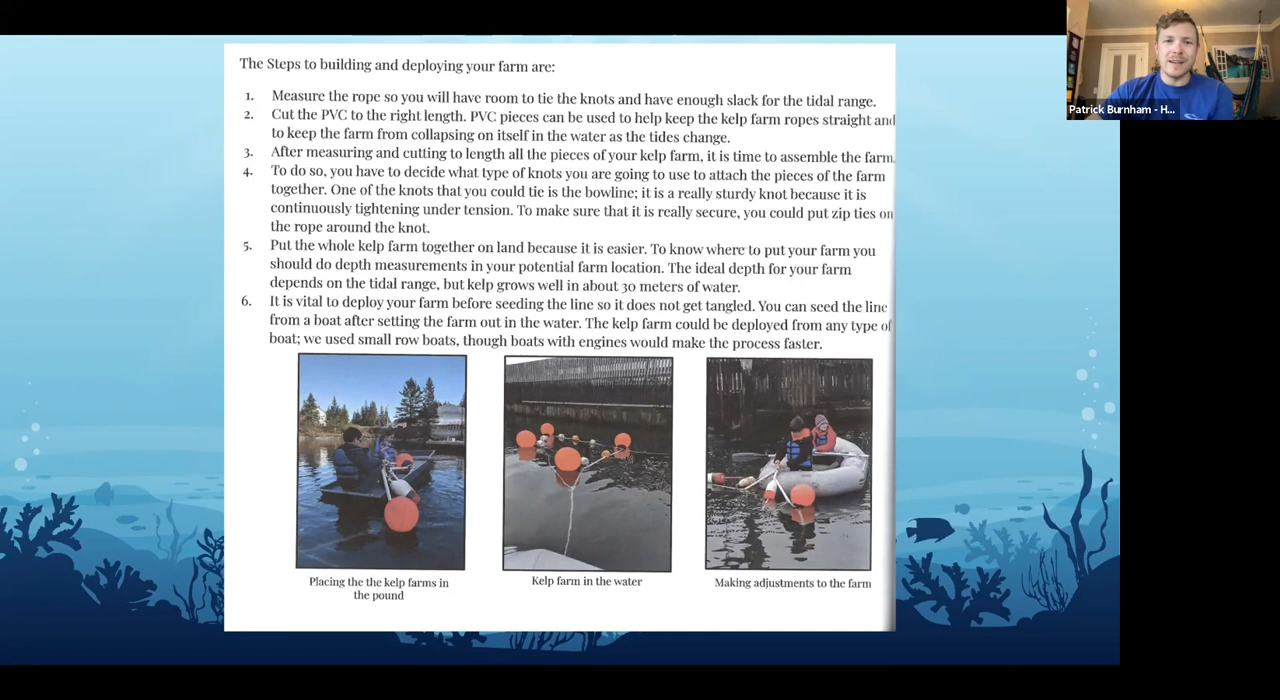 The Steps to building and deploying your farm are:
1. Measure the rope so you will have room to tie the knots and have enough slack for the tidal range.
2. Cut the PVC to the right length. PVC pieces can be used to help keep the kelp farm ropes straight and
to keep the farm from collapsing on itself in the water as the tides change.
3. After measuring and cutting to length all the pieces of your kelp farm, it is time to assemble the farm.
4. To do so, you have to decide what type of knots you are going to use to attach the pieces of the farm
together. One of the knots that you could tie is the bowline; it is a really sturdy knot because it is
continuously tightening under tension. To make sure that it is really secure, you could put zip ties on
the rope around the knot.
5. Put the whole kelp farm together on land because it is easier. To know where to put your farm you
should do depth measurements in your potential farm location. The ideal depth for your farm
depends on the tidal range, but kelp grows well in about 30 meters of water.
6. It is vital to deploy your farm before seeding the line so it does not get tangled. You can seed the line
from a boat after setting the farm out in the water. The kelp farm could be deployed from any type of
boat; we used small row boats, though boats with engines would make the process faster.
Placing the the kelp farms in
the pound
Kelp farm in the water
Making adjustments to the farm
Patrick Burnham - H...